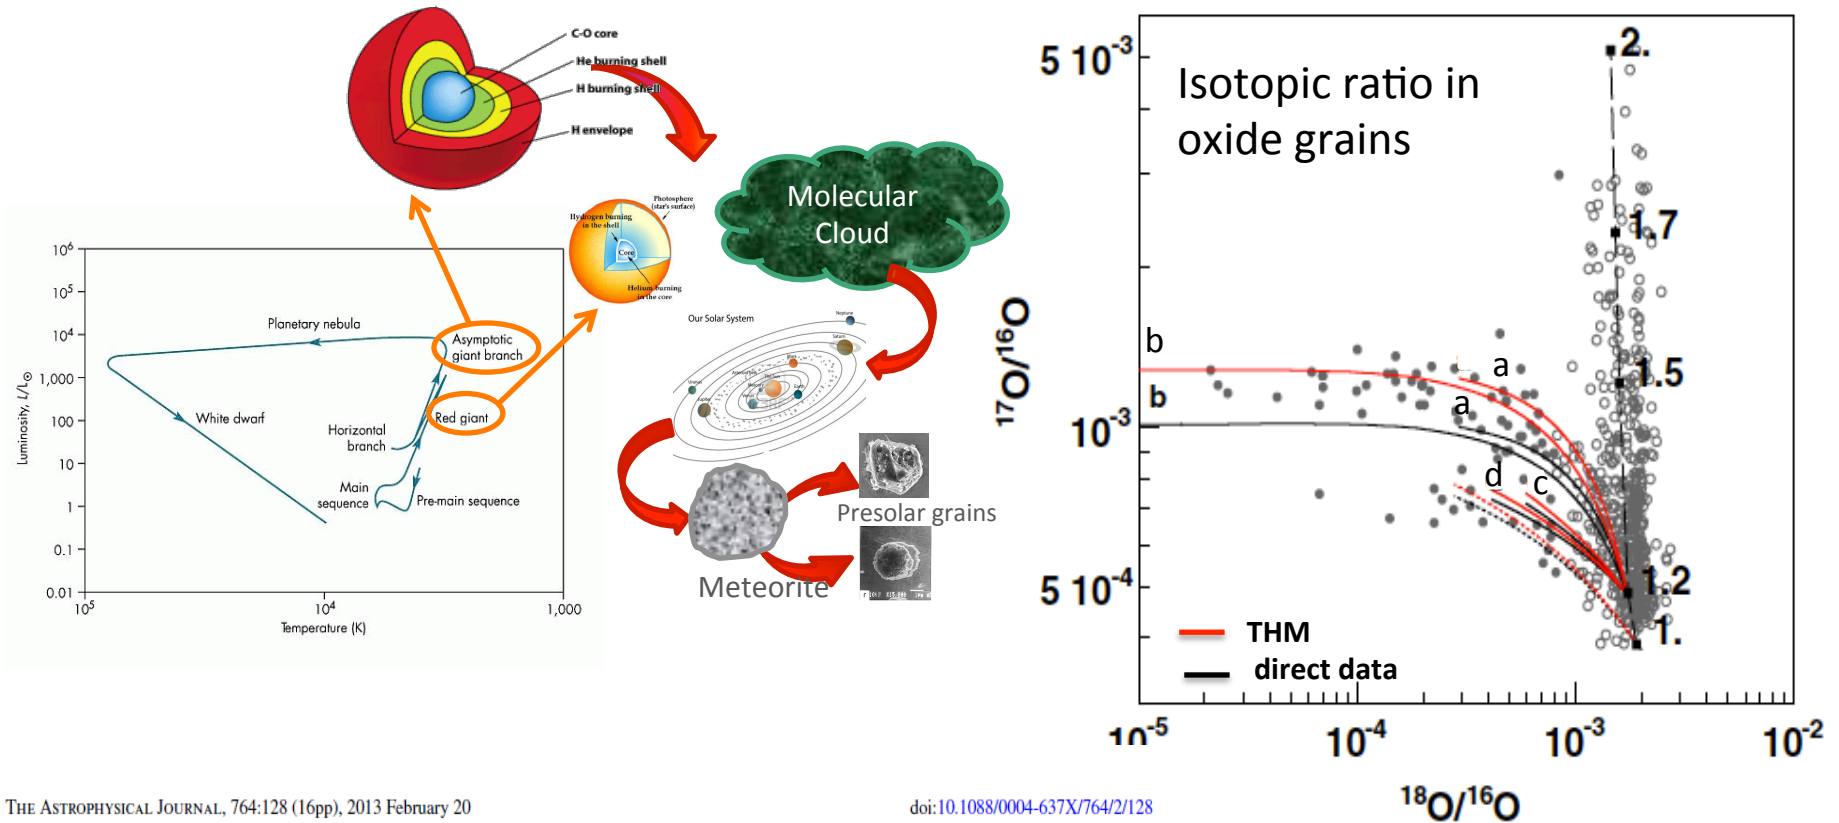 C-O core
He burning shell
H burning shell
H envelope
Photosphere
(star's surface)
Hydrogen burning
in the shell
Core
Helium burning
in the core
Molecular
Cloud
Our Solar System
Neptune
Saturn
Uranus
Jupiter
Earth
Meteorite
Presolar grains
10⁶
10⁵
10⁴
1,000
100
10
1
0.1
0.01
Luminosity, L/L⊙
Planetary nebula
Asymptotic
giant branch
White dwarf
Red giant
Horizontal
branch
Main
sequence
Pre-main sequence
10⁵
10⁴
1,000
Temperature (K)
Isotopic ratio in
oxide grains
5 10⁻³
10⁻³
5 10⁻⁴
¹⁷O/¹⁶O
2.
1.7
1.5
1.2
1.
b
b
a
a
d
c
THM
direct data
10⁻⁵
10⁻⁴
10⁻³
10⁻²
¹⁸O/¹⁶O
THE ASTROPHYSICAL JOURNAL, 764:128 (16pp), 2013 February 20
doi:10.1088/0004-637X/764/2/128